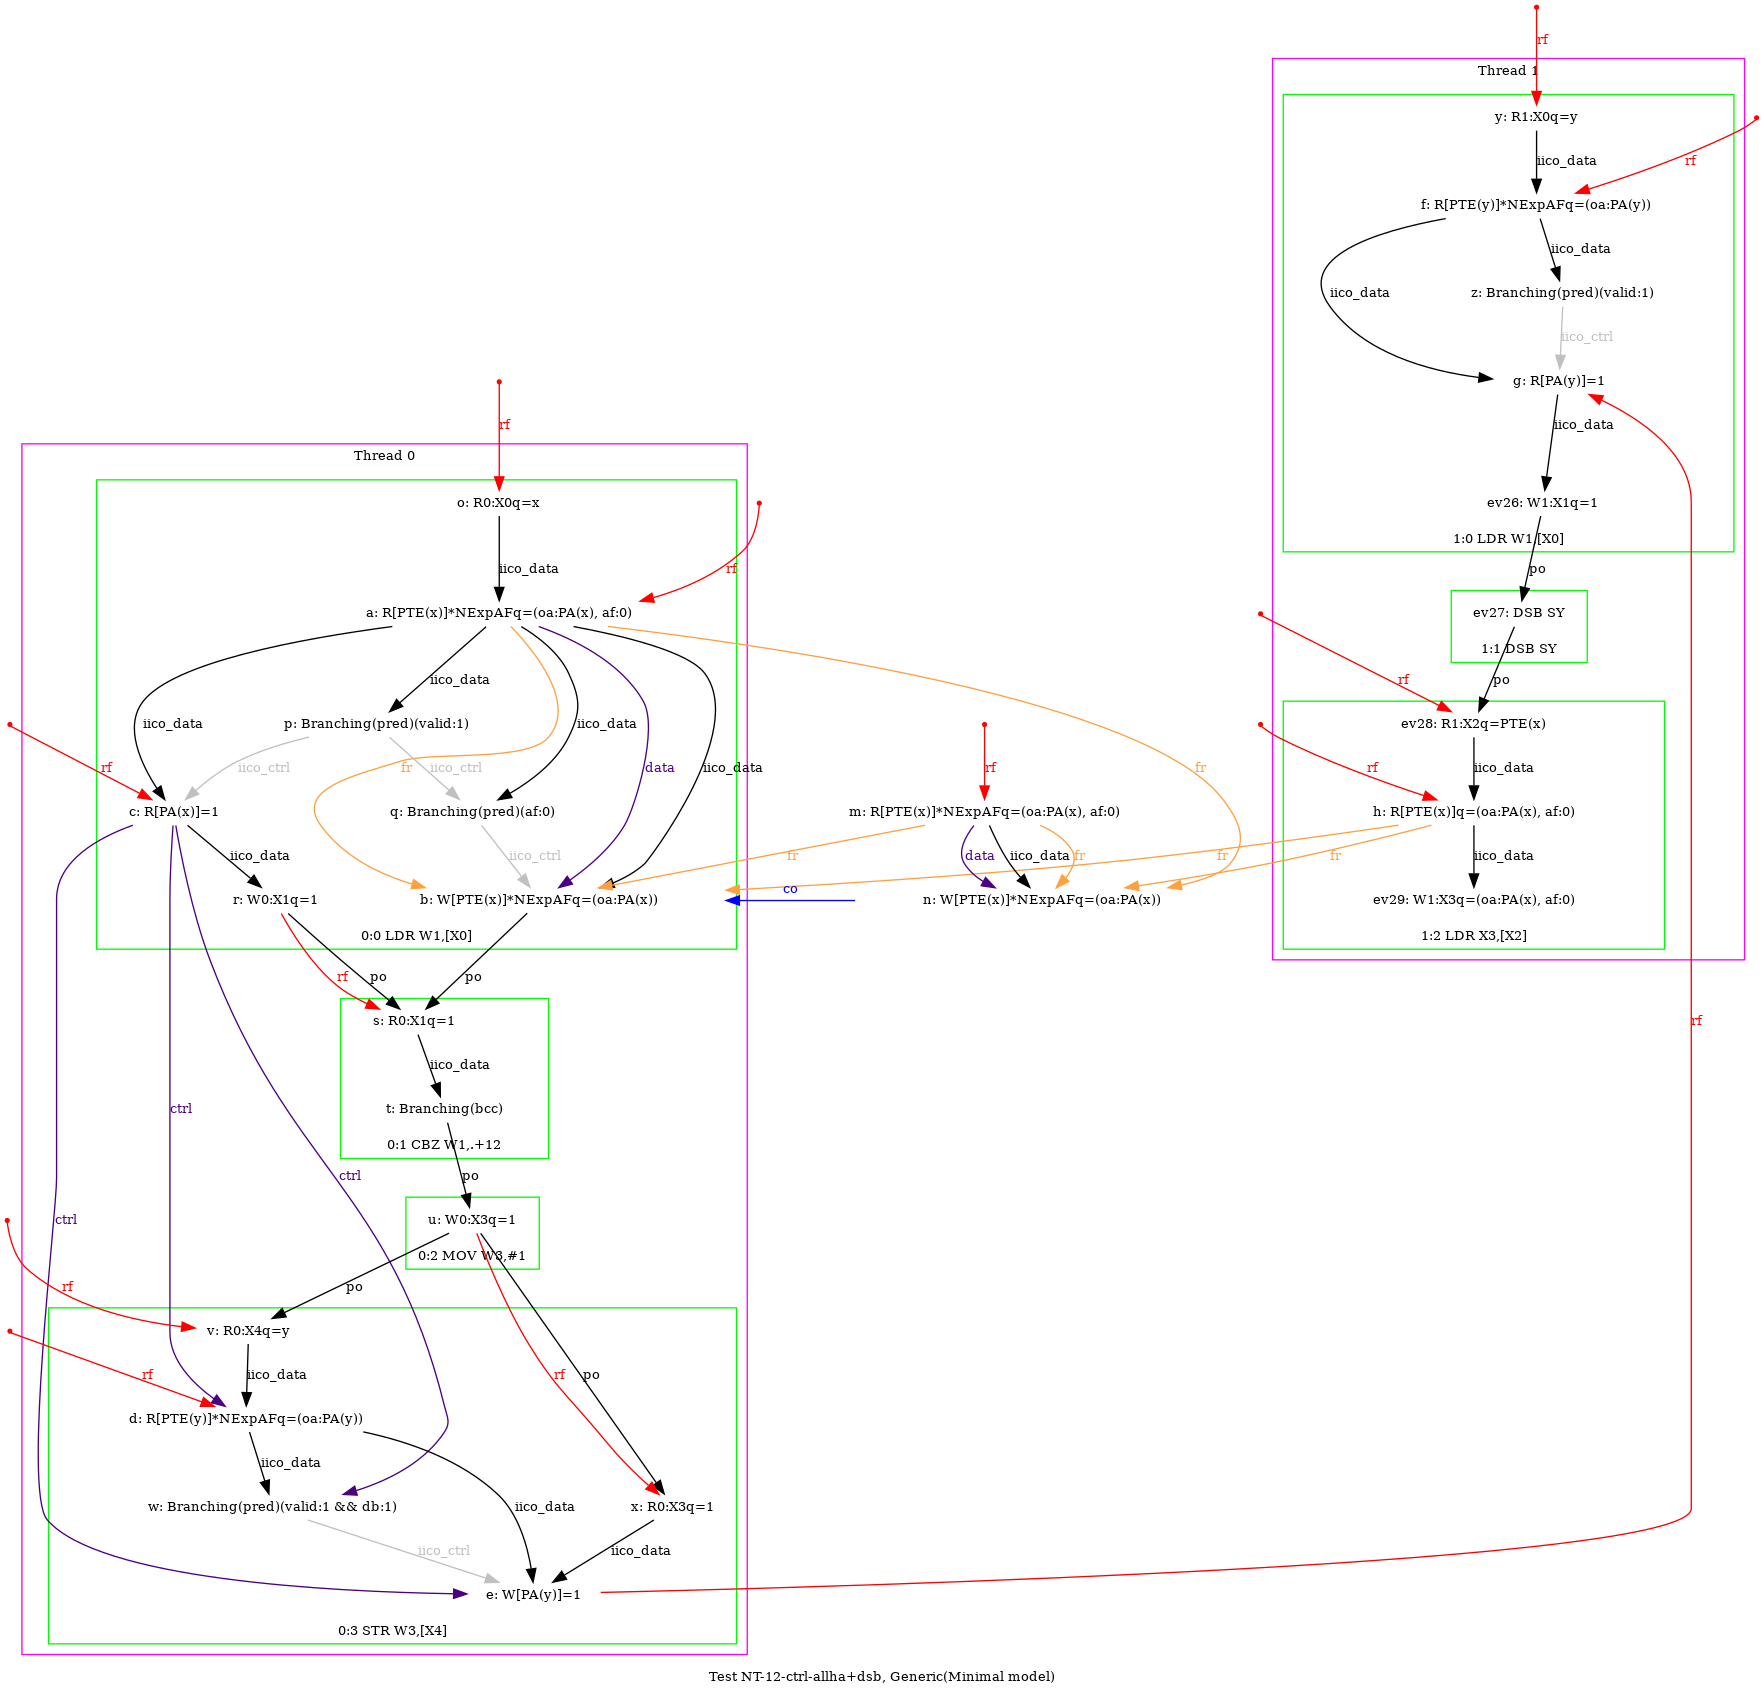 rf
Thread 1
y: R1:X0q=y
iico_data
rf
f: R[PTE(y)]*NExpAFq=(oa:PA(y))
iico_data
iico_data
z: Branching(pred)(valid:1)
iico_ctrl
g: R[PA(y)]=1
iico_data
ev26: W1:X1q=1
1:0 LDR W1,[X0]
po
ev27: DSB SY
1:1 DSB SY
po
rf
ev28: R1:X2q=PTE(x)
rf
iico_data
h: R[PTE(x)]q=(oa:PA(x), af:0)
fr
fr
iico_data
ev29: W1:X3q=(oa:PA(x), af:0)
1:2 LDR X3,[X2]
rf
rf
Thread 0
o: R0:X0q=x
iico_data
rf
a: R[PTE(x)]*NExpAFq=(oa:PA(x), af:0)
iico_data
iico_data
iico_data
p: Branching(pred)(valid:1)
rf
iico_ctrl
fr
iico_ctrl
data
iico_data
fr
rf
c: R[PA(x)]=1
q: Branching(pred)(af:0)
m: R[PTE(x)]*NExpAFq=(oa:PA(x), af:0)
iico_data
iico_ctrl
fr
data
iico_data
fr
r: W0:X1q=1
b: W[PTE(x)]*NExpAFq=(oa:PA(x))
co
n: W[PTE(x)]*NExpAFq=(oa:PA(x))
0:0 LDR W1,[X0]
rf
po
po
s: R0:X1q=1
iico_data
t: Branching(bcc)
0:1 CBZ W1,.+12
ctrl
ctrl
ctrl
po
u: W0:X3q=1
0:2 MOV W3,#1
rf
po
v: R0:X4q=y
rf
iico_data
rf
po
d: R[PTE(y)]*NExpAFq=(oa:PA(y))
iico_data
iico_data
w: Branching(pred)(valid:1 && db:1)
x: R0:X3q=1
iico_ctrl
iico_data
e: W[PA(y)]=1
0:3 STR W3,[X4]
Test NT-12-ctrl-allha+dsb, Generic(Minimal model)